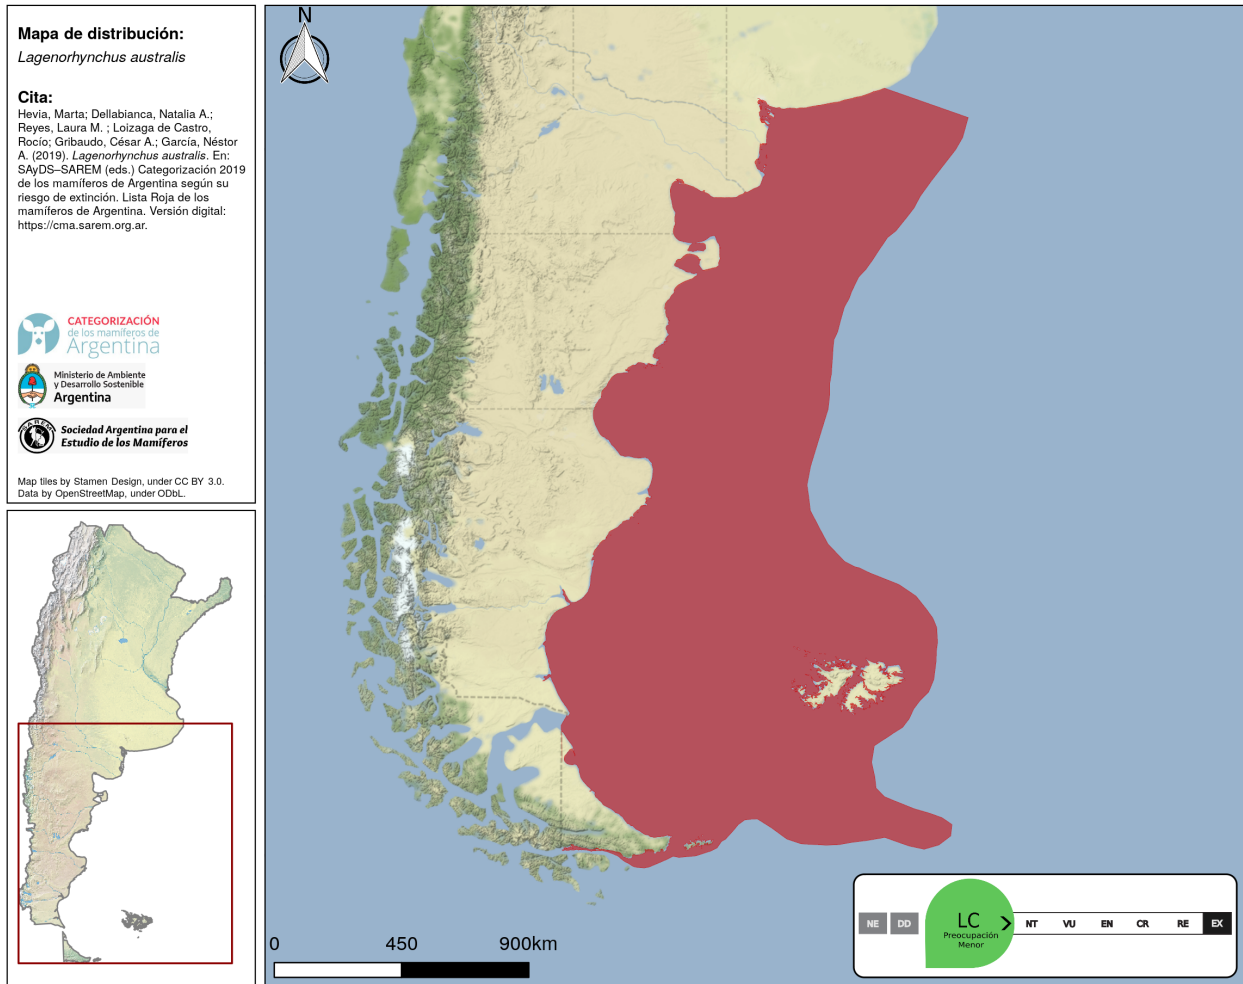 Mapa de distribución:
Lagenorhynchus australis
Cita:
Hevia, Marta; Dellabianca, Natalia A.;
Reyes, Laura M. ; Loizaga de Castro,
Rocío; Gribaudo, César A.; García, Néstor
A. (2019). Lagenorhynchus australis. En:
SAyDS–SAREM (eds.) Categorización 2019
de los mamíferos de Argentina según su
riesgo de extinción. Lista Roja de los
mamíferos de Argentina. Versión digital:
https://cma.sarem.org.ar.
CATEGORIZACIÓN
de los mamíferos de
Argentina
Ministerio de Ambiente
y Desarrollo Sostenible
Argentina
SAREM
Sociedad Argentina para el
Estudio de los Mamíferos
Map tiles by Stamen Design, under CC BY 3.0.
Data by OpenStreetMap, under ODbL.
N
0 450 900km
NE DD LC NT VU EN CR RE EX
Preocupación
Menor